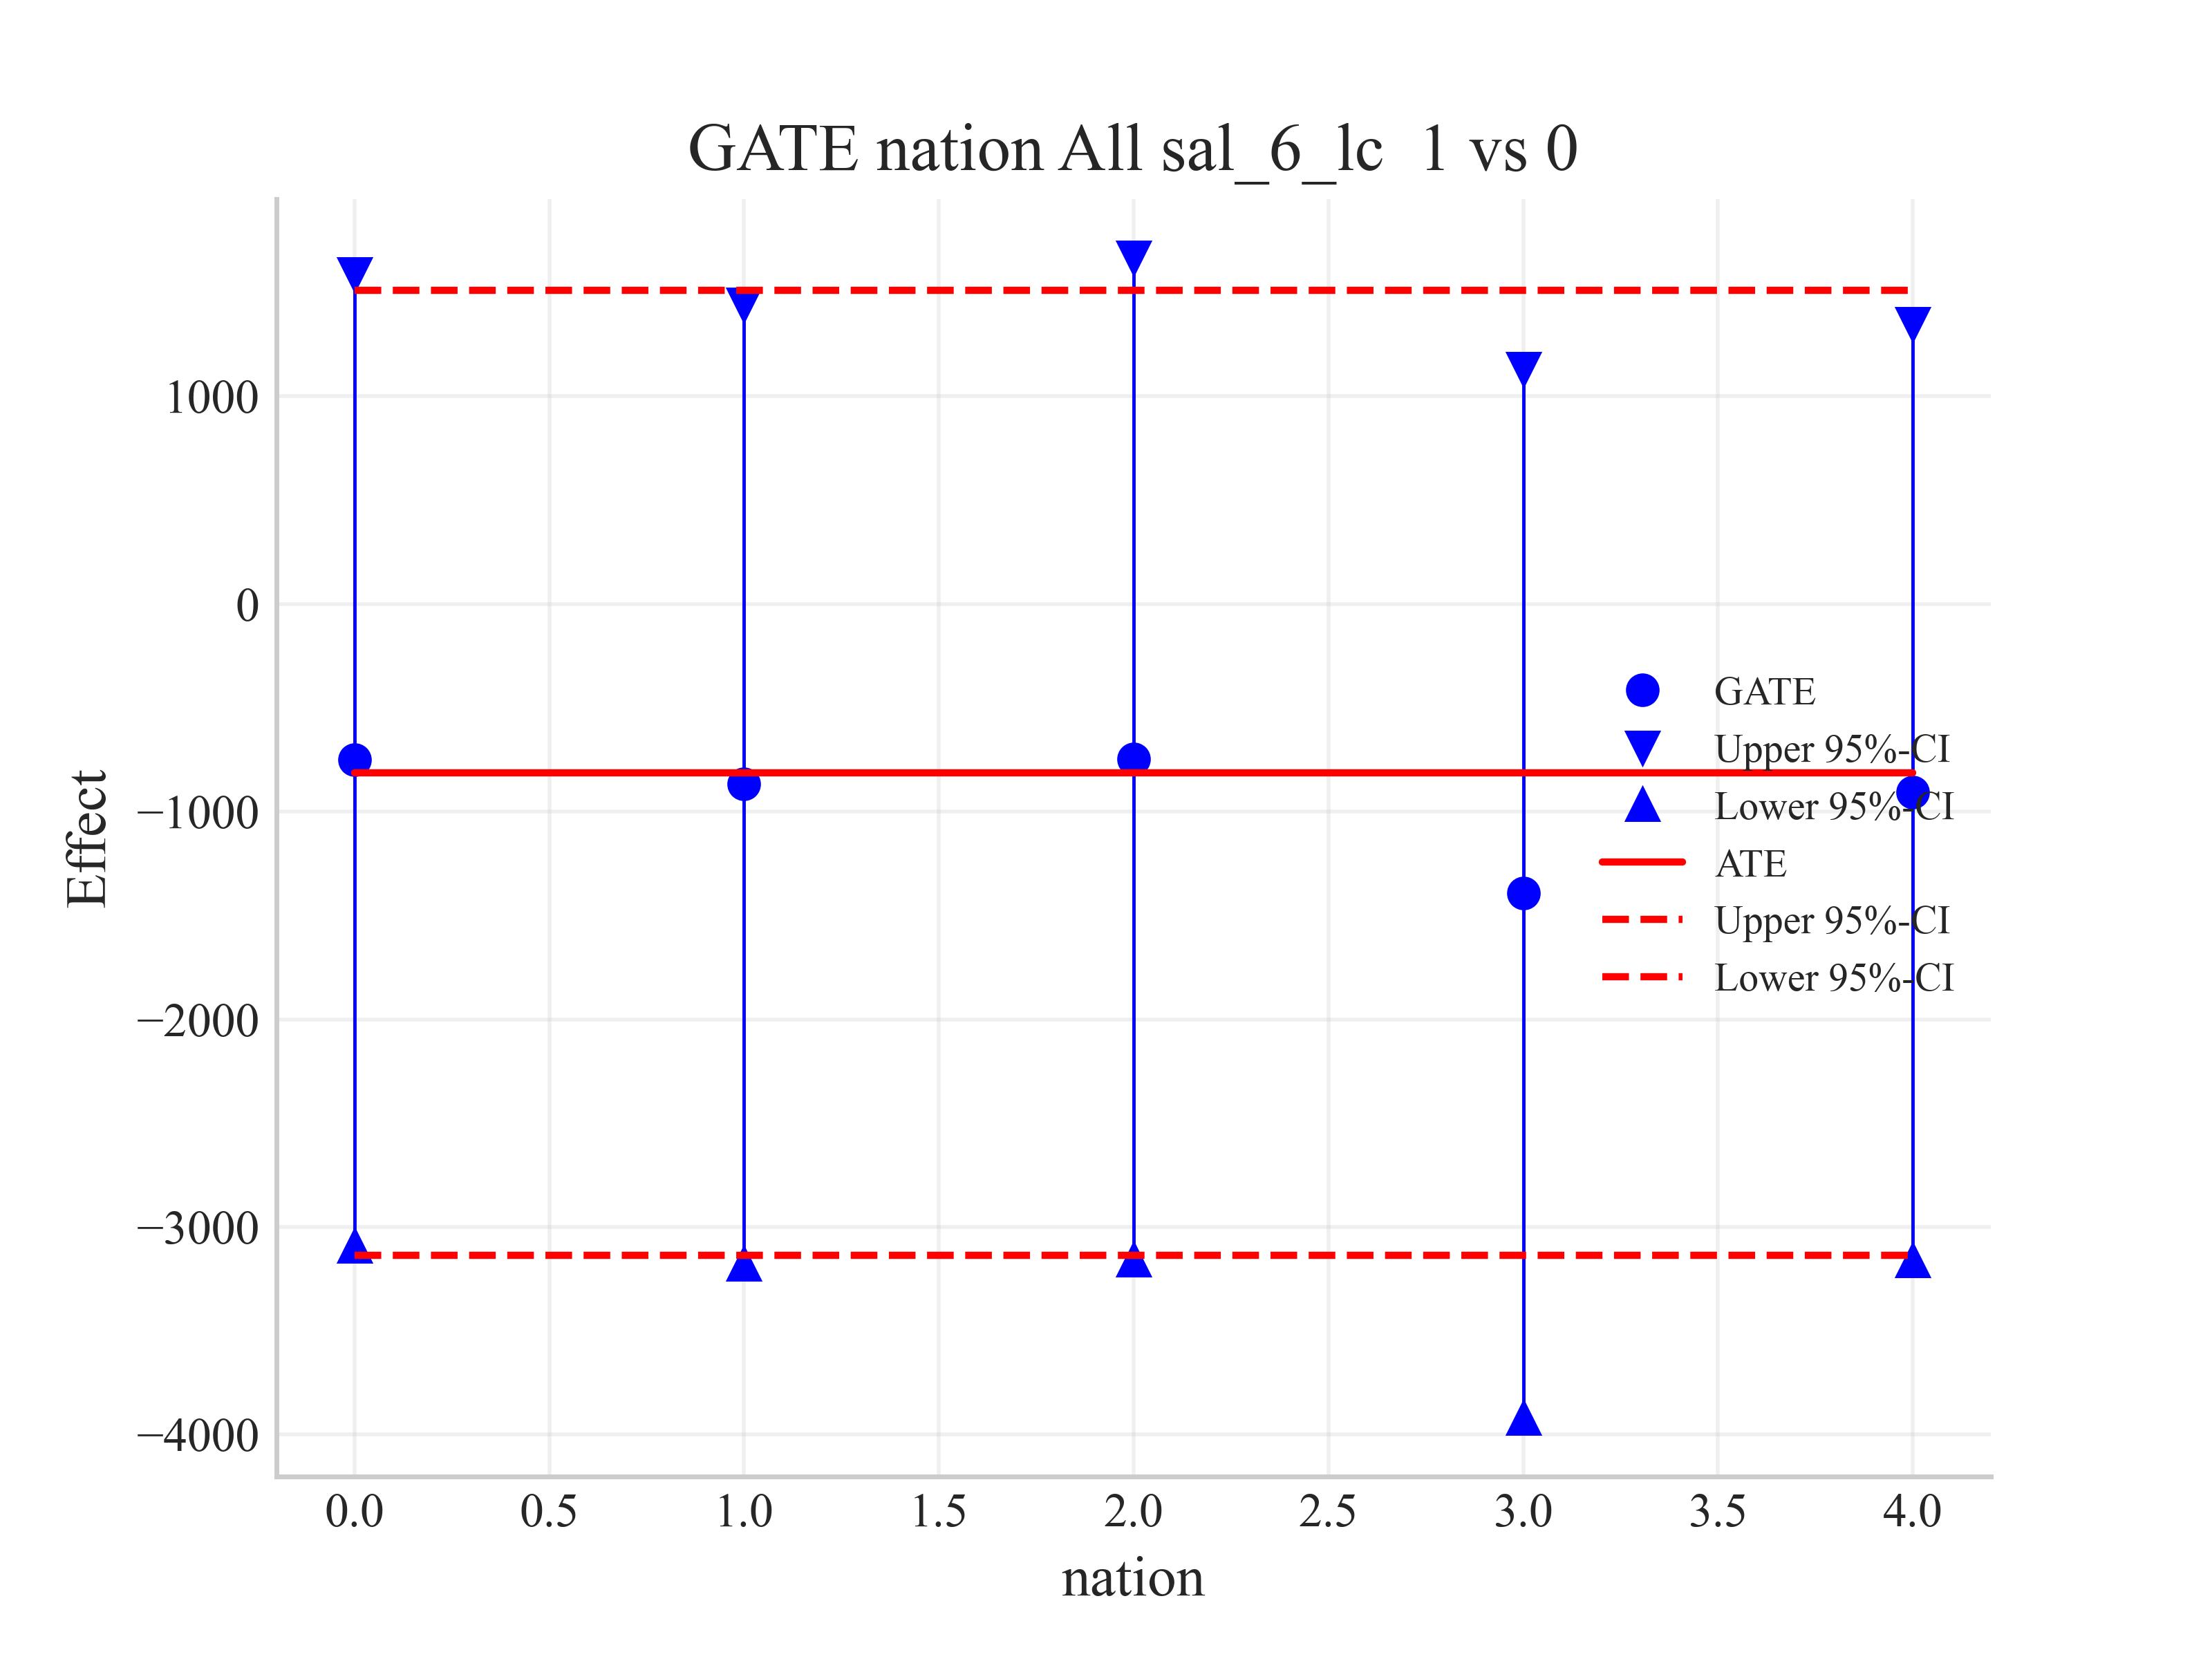 GATE nation All sal_6_lc  1 vs 0
1000
0
−1000
−2000
−3000
−4000
Effect
GATE
Upper 95%-CI
Lower 95%-CI
ATE
Upper 95%-CI
Lower 95%-CI
0.0 0.5 1.0 1.5 2.0 2.5 3.0 3.5 4.0
nation